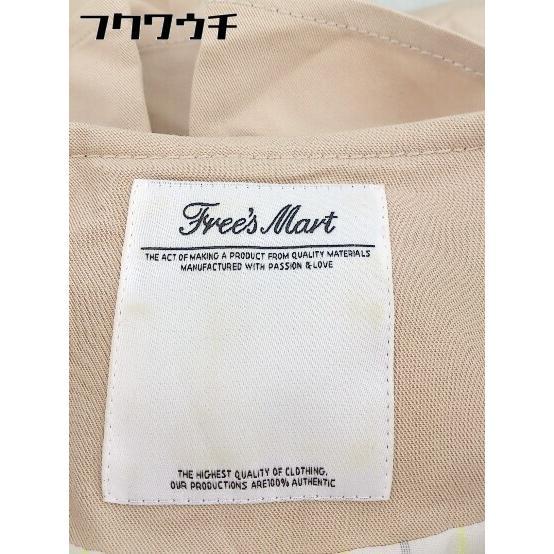 フクワウチ
Free's Mart
THE ACT OF MAKING A PRODUCT FROM QUALITY MATERIALS
MANUFACTURED WITH PASSION & LOVE
THE HIGHEST QUALITY OF CLOTHING,
OUR PRODUCTIONS ARE100% AUTHENTIC